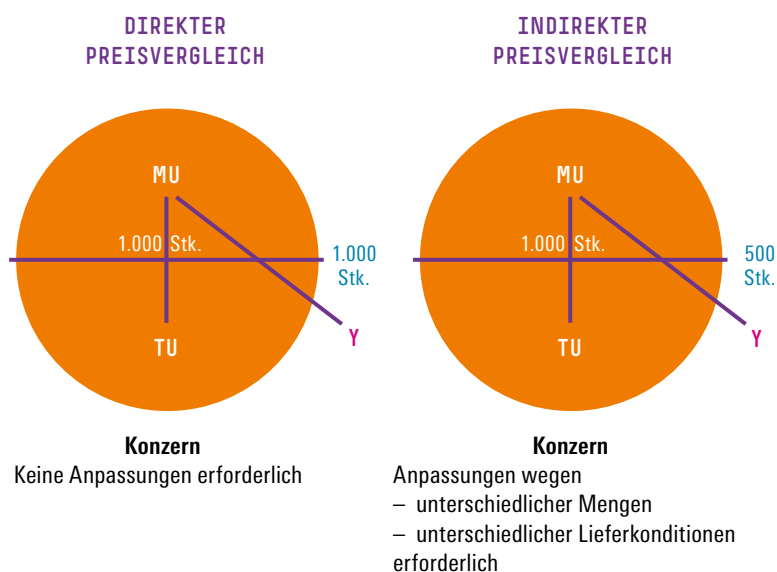 DIREKTER
PREISVERGLEICH
MU
1.000 Stk.
1.000
Stk.
Y
TU
Konzern
Keine Anpassungen erforderlich
INDIREKTER
PREISVERGLEICH
MU
1.000 Stk.
500
Stk.
Y
TU
Konzern
Anpassungen wegen
– unterschiedlicher Mengen
– unterschiedlicher Lieferkonditionen
erforderlich